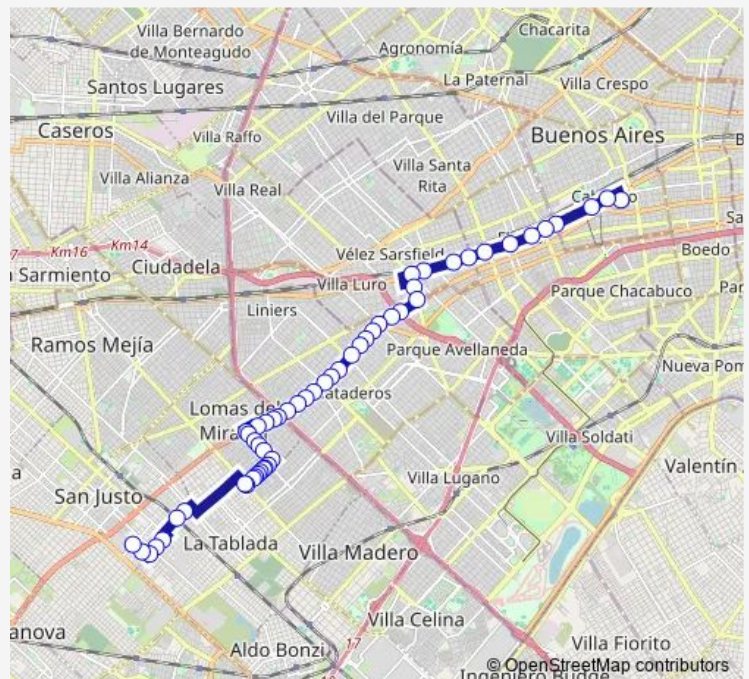 Villa Bernardo
de Monteagudo
Chacarita
Agronomía
La Paternal
Villa Crespo
Santos Lugares
Villa del Parque
Caseros
Villa Raffo
Buenos Aires
Villa Santa
Rita
Villa Alianza
Villa Real
Km16
Km14
Vélez Sarsfield
Boedo
Sarmiento
Ciudadela
Villa Luro
Parque Chacabuco
Liniers
Ramos Mejía
Parque Avellaneda
Nueva Pom
Lomas del
Mira
Villa Soldati
Valentín
San Justo
Villa Lugano
La Tablada
Villa Madero
Villa Celina
anova
Aldo Bonzi
17
Villa Fiorito
© OpenStreetMap contributors